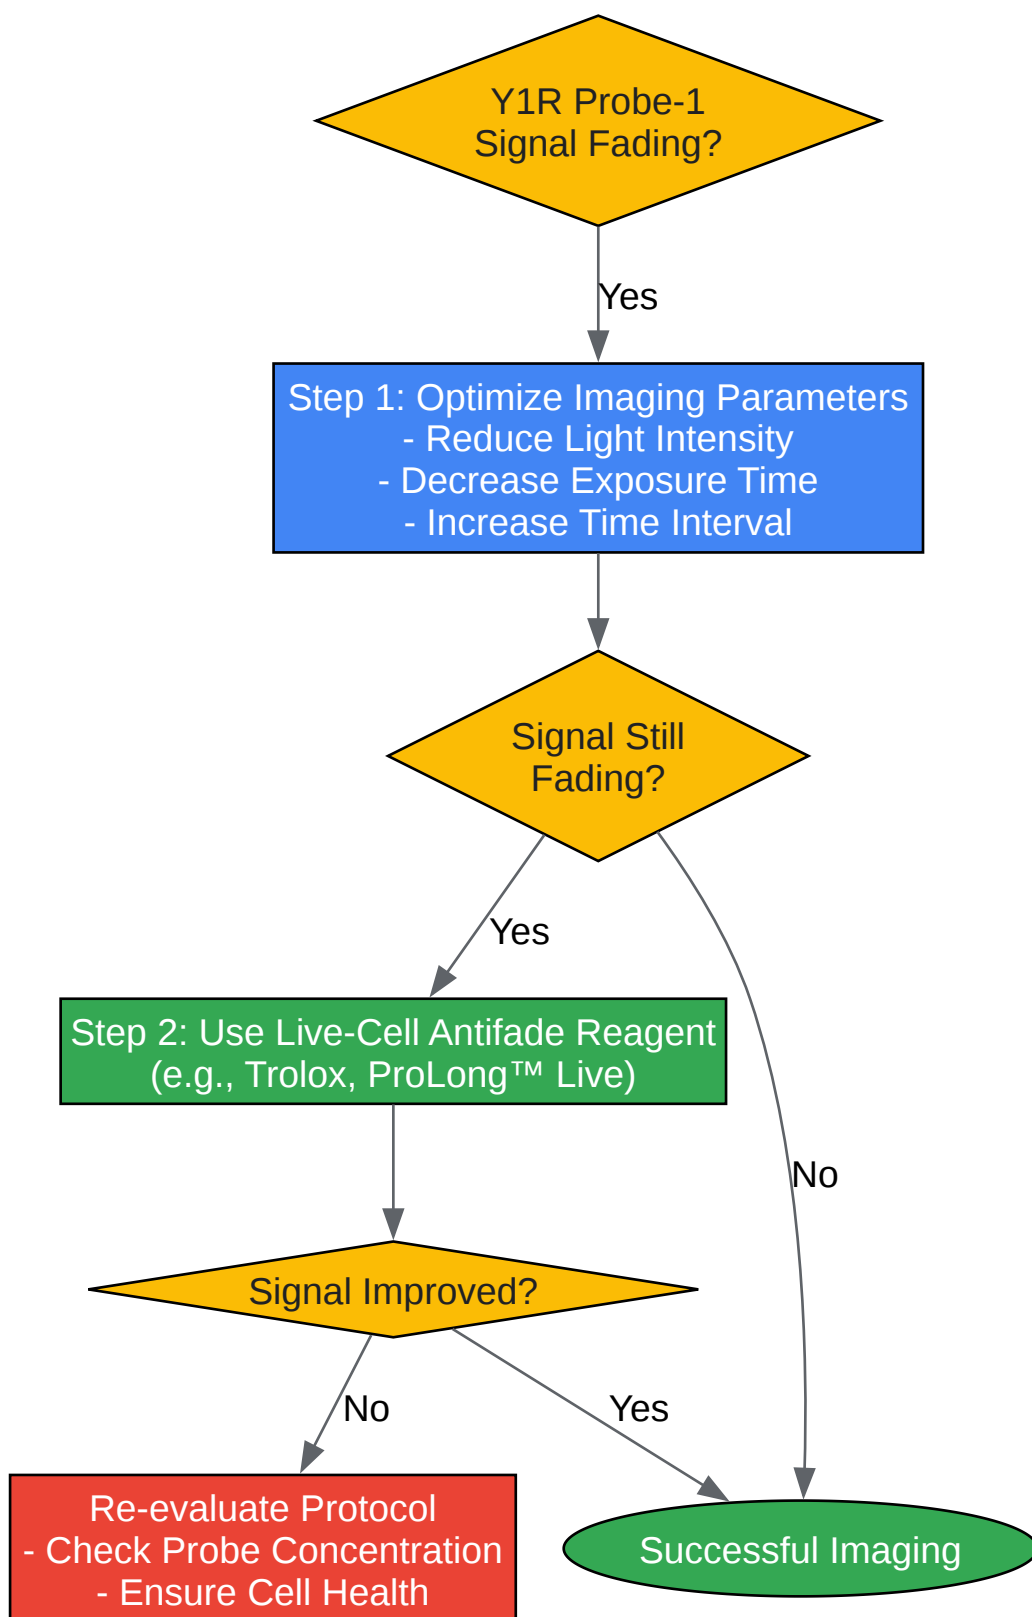 Y1R Probe-1
Signal Fading?
Yes
Step 1: Optimize Imaging Parameters
- Reduce Light Intensity
- Decrease Exposure Time
- Increase Time Interval
Signal Still
Fading?
Yes
Step 2: Use Live-Cell Antifade Reagent
(e.g., Trolox, ProLong™ Live)
No
Signal Improved?
No
Yes
Re-evaluate Protocol
- Check Probe Concentration
- Ensure Cell Health
Successful Imaging